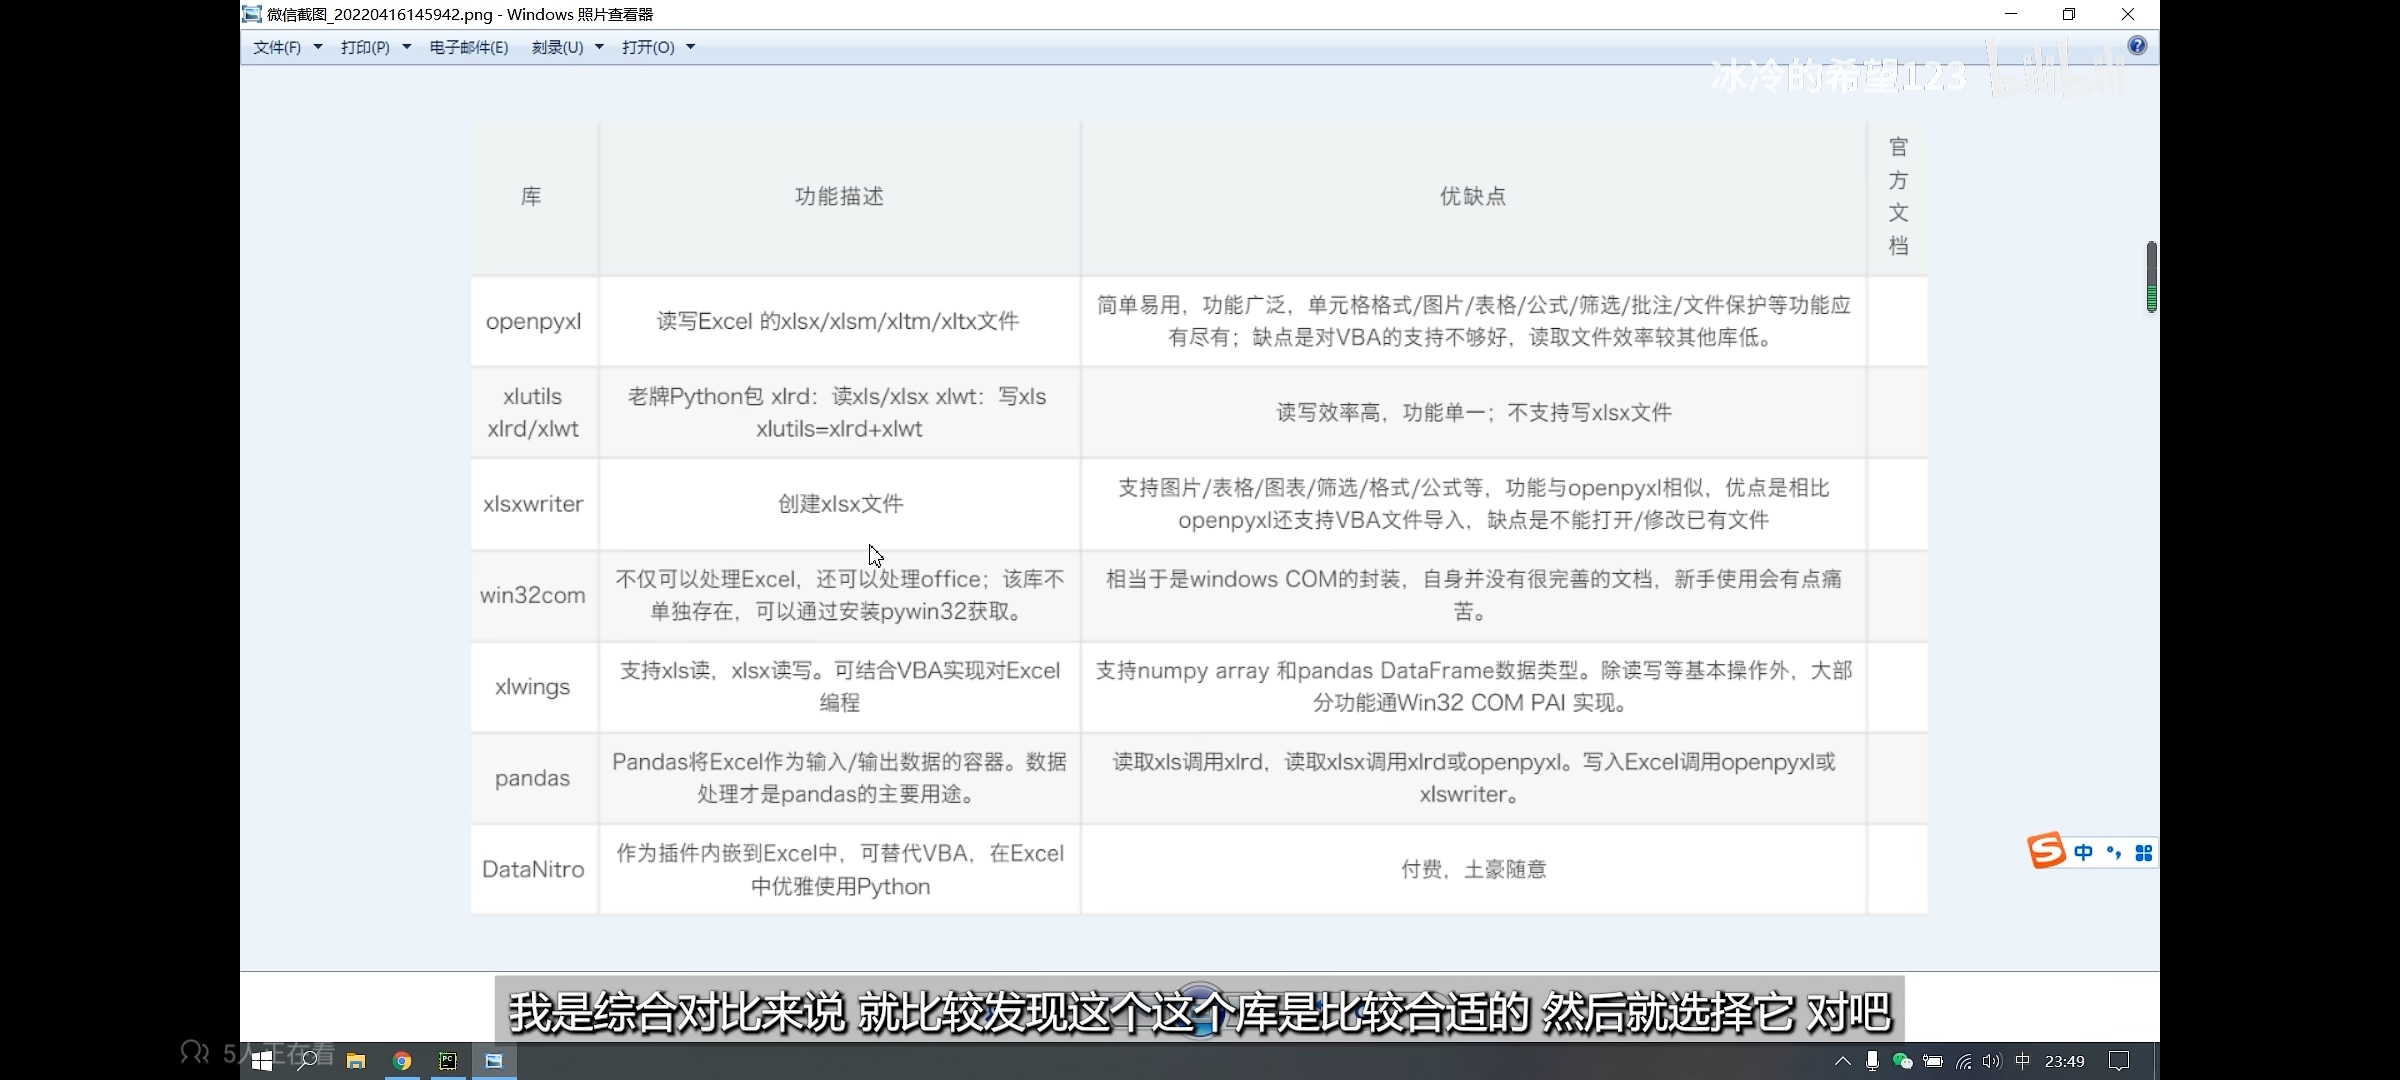 微信截图_20220416145942.png - Windows 照片查看器
文件(F) 打印(P) 电子邮件(E) 刻录(U) 打开(O)
冰冷的希望123 bilibili
库 功能描述 优缺点 官方文档
openpyxl
读写Excel 的xlsx/xlsm/xltm/xltx文件
简单易用，功能广泛，单元格格式/图片/表格/公式/筛选/批注/文件保护等功能应
有尽有；缺点是对VBA的支持不够好，读取文件效率较其他库低。
xlutils
xlrd/xlwt
老牌Python包 xlrd：读xls/xlsx xlwt：写xls
xlutils=xlrd+xlwt
读写效率高，功能单一；不支持写xlsx文件
xlsxwriter
创建xlsx文件
支持图片/表格/图表/筛选/格式/公式等，功能与openpyxl相似，优点是相比
openpyxl还支持VBA文件导入，缺点是不能打开/修改已有文件
win32com
不仅可以处理Excel，还可以处理office；该库不
单独存在，可以通过安装pywin32获取。
相当于是windows COM的封装，自身并没有很完善的文档，新手使用会有点痛
苦。
xlwings
支持xls读，xlsx读写。可结合VBA实现对Excel
编程
支持numpy array 和pandas DataFrame数据类型。除读写等基本操作外，大部
分功能通Win32 COM PAI 实现。
pandas
Pandas将Excel作为输入/输出数据的容器。数据
处理才是pandas的主要用途。
读取xls调用xlrd，读取xlsx调用xlrd或openpyxl。写入Excel调用openpyxl或
xlswriter。
DataNitro
作为插件内嵌到Excel中，可替代VBA，在Excel
中优雅使用Python
付费，土豪随意
中
我是综合对比来说 就比较发现这个这个库是比较合适的 然后就选择它 对吧
5人正在看
中 23:49